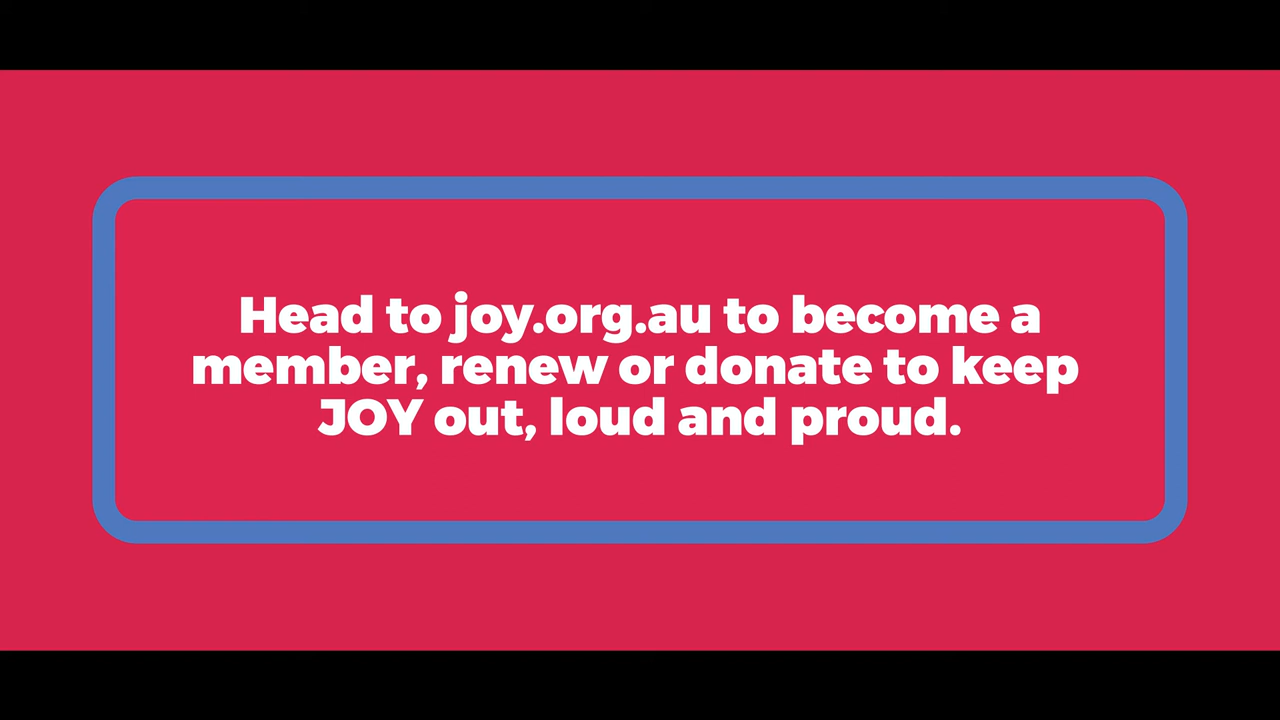 Head to joy.org.au to become a
member, renew or donate to keep
JOY out, loud and proud.